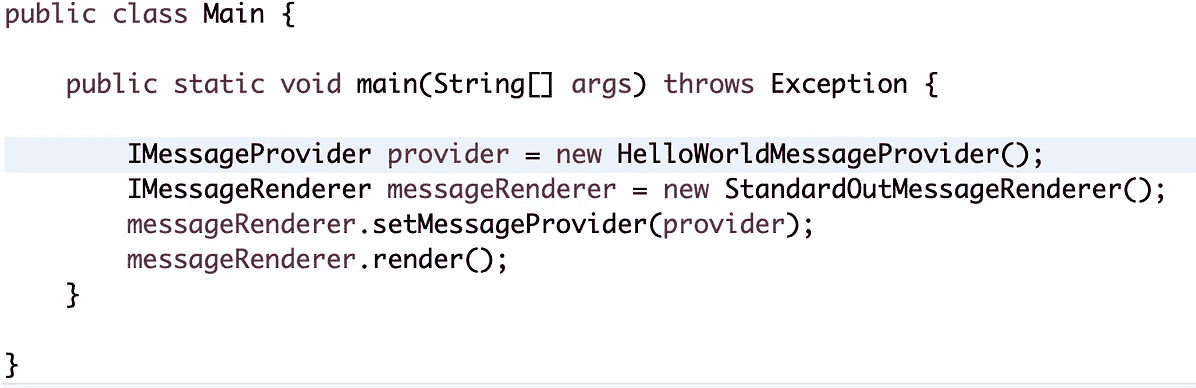 public class Main {
public static void main(String[] args) throws Exception {
IMessageProvider provider = new HelloWorldMessageProvider();
IMessageRenderer messageRenderer = new StandardOutMessageRenderer();
messageRenderer.setMessageProvider(provider);
messageRenderer.render();
}
}